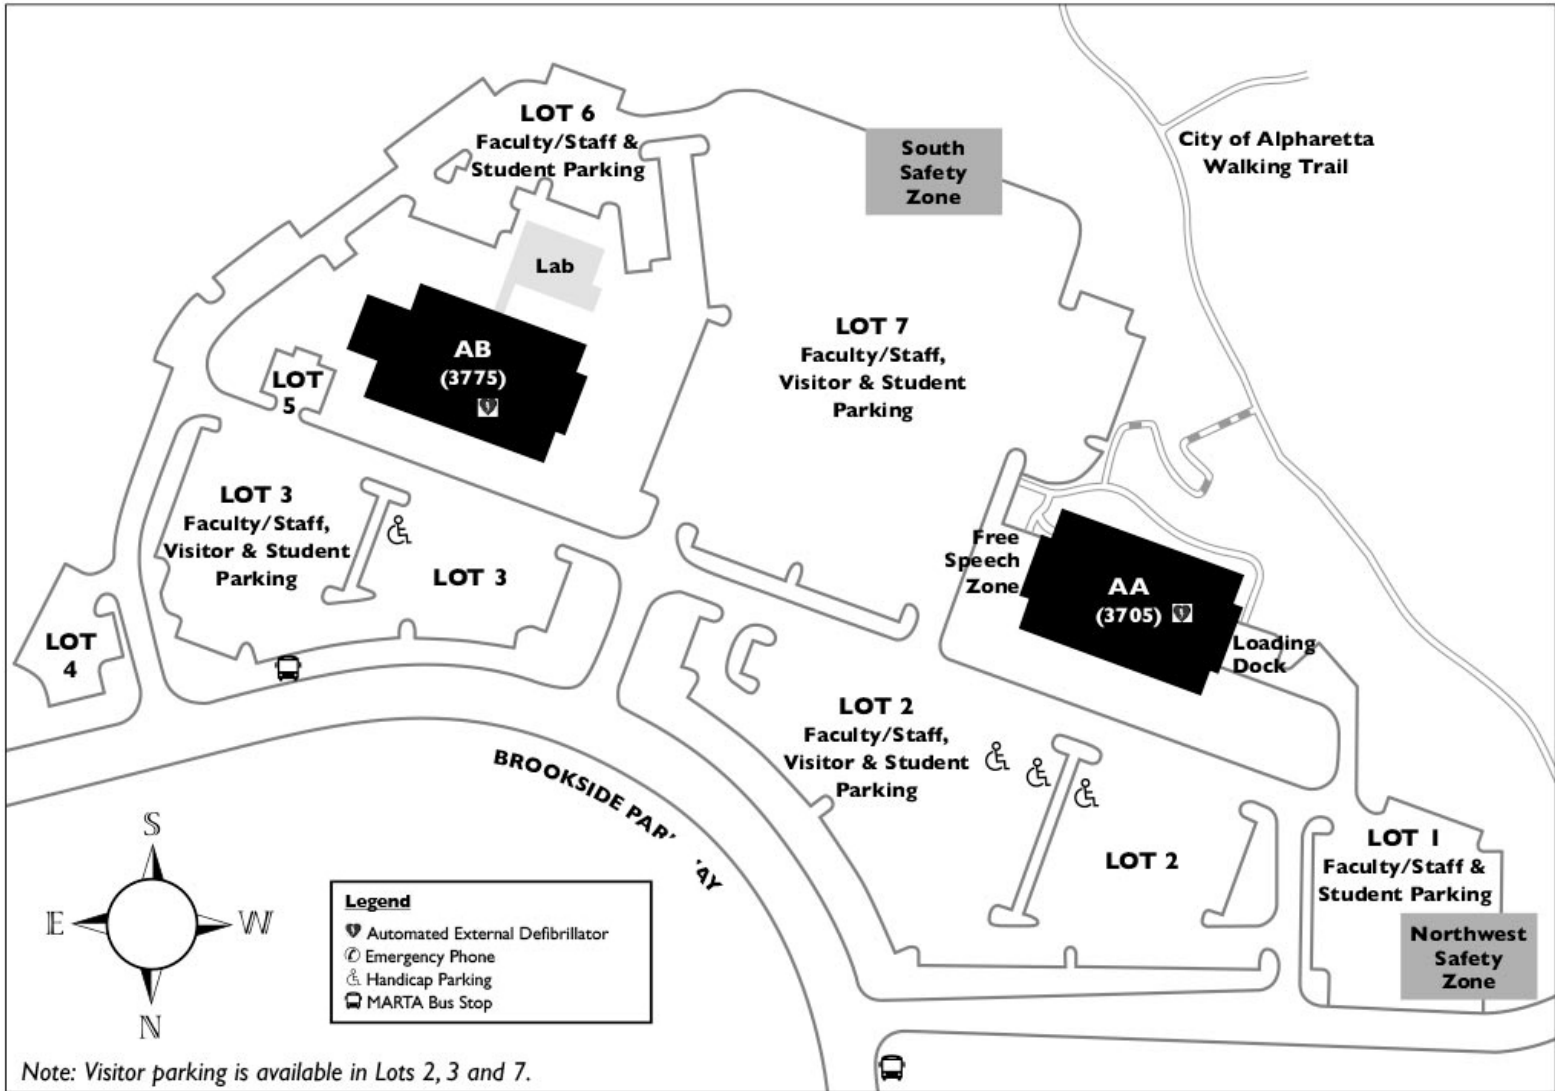 LOT 6
Faculty/Staff &
Student Parking
South
Safety
Zone
City of Alpharetta
Walking Trail
Lab
AB
(3775)
LOT
5
LOT 7
Faculty/Staff,
Visitor & Student
Parking
LOT 3
Faculty/Staff,
Visitor & Student
Parking
LOT 3
Free
Speech
Zone
AA
(3705)
Loading
Dock
LOT
4
LOT 2
Faculty/Staff,
Visitor & Student
Parking
LOT 2
LOT 1
Faculty/Staff &
Student Parking
Northwest
Safety
Zone
BROOKSIDE
S
E
W
N
Legend
Automated External Defibrillator
Emergency Phone
Handicap Parking
MARTA Bus Stop
Note: Visitor parking is available in Lots 2, 3 and 7.